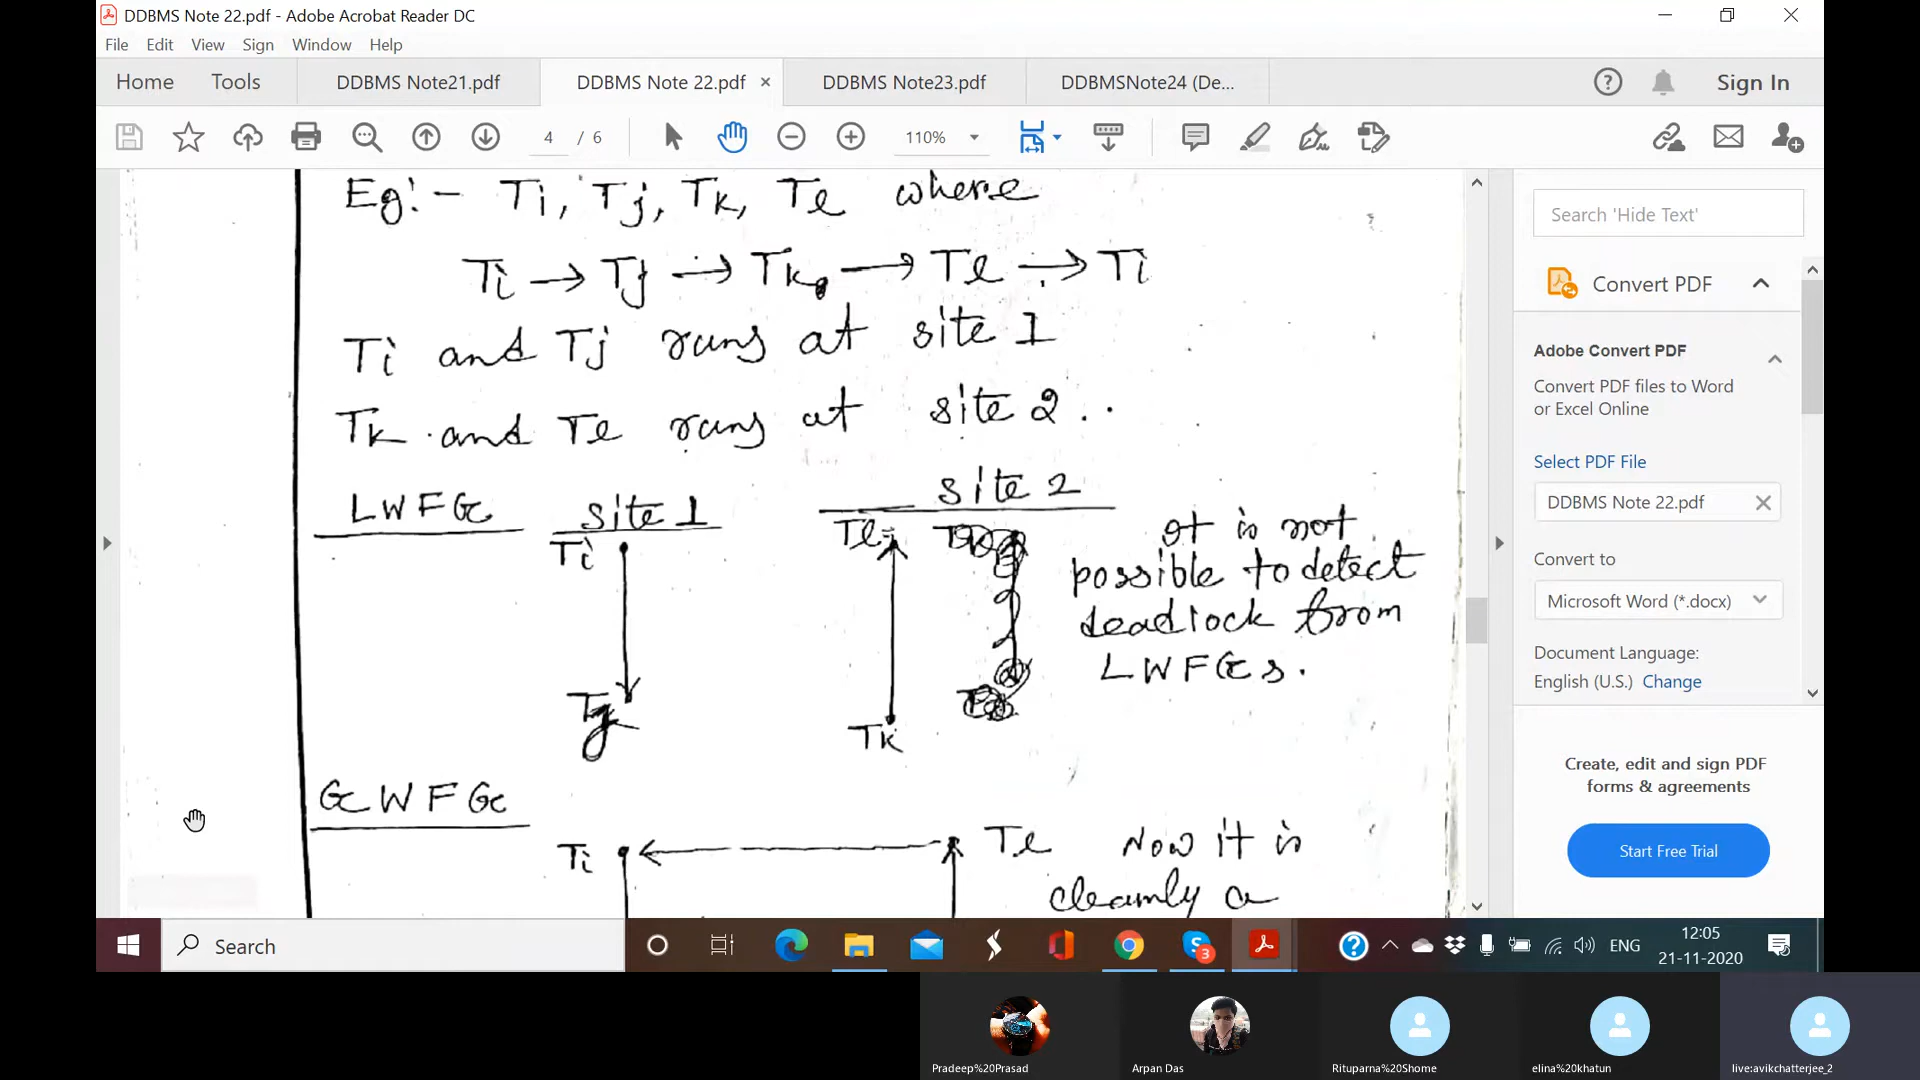 DDBMS Note 22.pdf - Adobe Acrobat Reader DC
File Edit View Sign Window Help
Home Tools DDBMS Note21.pdf DDBMS Note 22.pdf × DDBMS Note23.pdf DDBMSNote24 (De... Sign In
4 / 6 110%
Eg:- Ti, Tj, Tk, Tl where
Ti → Tj → Tk → Tl → Ti
Ti and Tj runs at site 1
Tk and Tl runs at site 2..
LWFG site 1 site 2
Ti Tl
Tj Tk
It is not
possible to detect
deadlock from
LWFGs.
GWFG
Ti Tl Now it is
clearly a
Search 'Hide Text'
Convert PDF
Adobe Convert PDF
Convert PDF files to Word
or Excel Online
Select PDF File
DDBMS Note 22.pdf
Convert to
Microsoft Word (*.docx)
Document Language:
English (U.S.) Change
Create, edit and sign PDF
forms & agreements
Start Free Trial
Search 3 ENG 12:05
21-11-2020
Pradeep%20Prasad Arpan Das Rituparna%20Shome elina%20khatun live:avikchatterjee_2